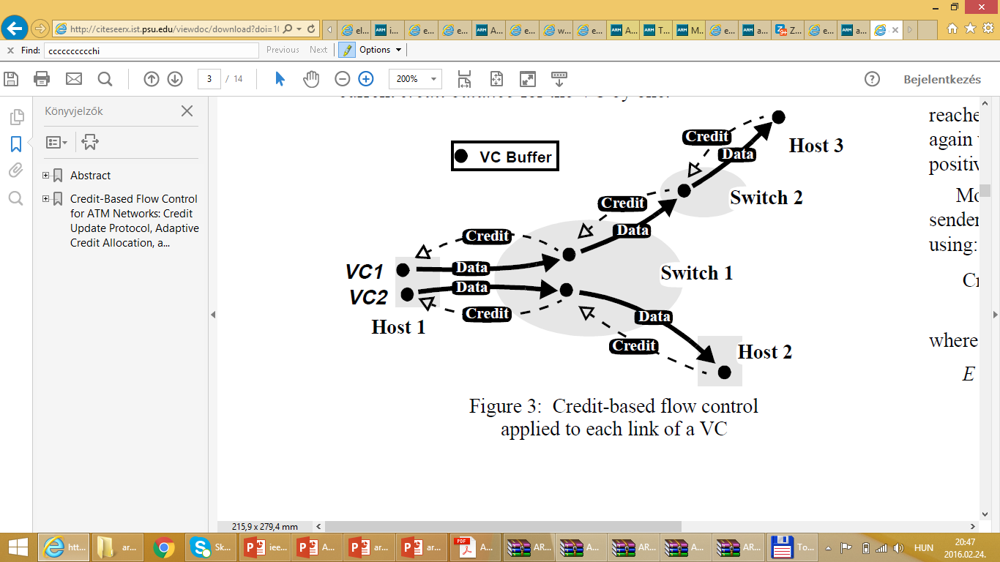 http://citeseerx.ist.psu.edu/viewdoc/download?doi=1(
el...
i...
e...
e...
A...
e...
w...
e...
A...
T...
M...
e...
a...
Z...
e...
a...
Find: ccccccccccchi Previous Next Options
3 / 14
200%
Bejelentkezés
Könyvjelzők
Abstract
Credit-Based Flow Control
for ATM Networks: Credit
Update Protocol, Adaptive
Credit Allocation, a...
reache
again
positiv
Mo
sender
using:
Cr
where
E
VC Buffer
Credit
Data
Host 3
Switch 2
Credit
Data
Credit
Data
Switch 1
VC1
VC2
Data
Credit
Host 1
Data
Credit
Host 2
Figure 3: Credit-based flow control
applied to each link of a VC
215,9 x 279,4 mm
htt...
ar...
Sk...
iee...
A...
ar...
ar...
A...
AR...
A...
AR...
A...
AR...
To...
HUN
20:47
2016.02.24.